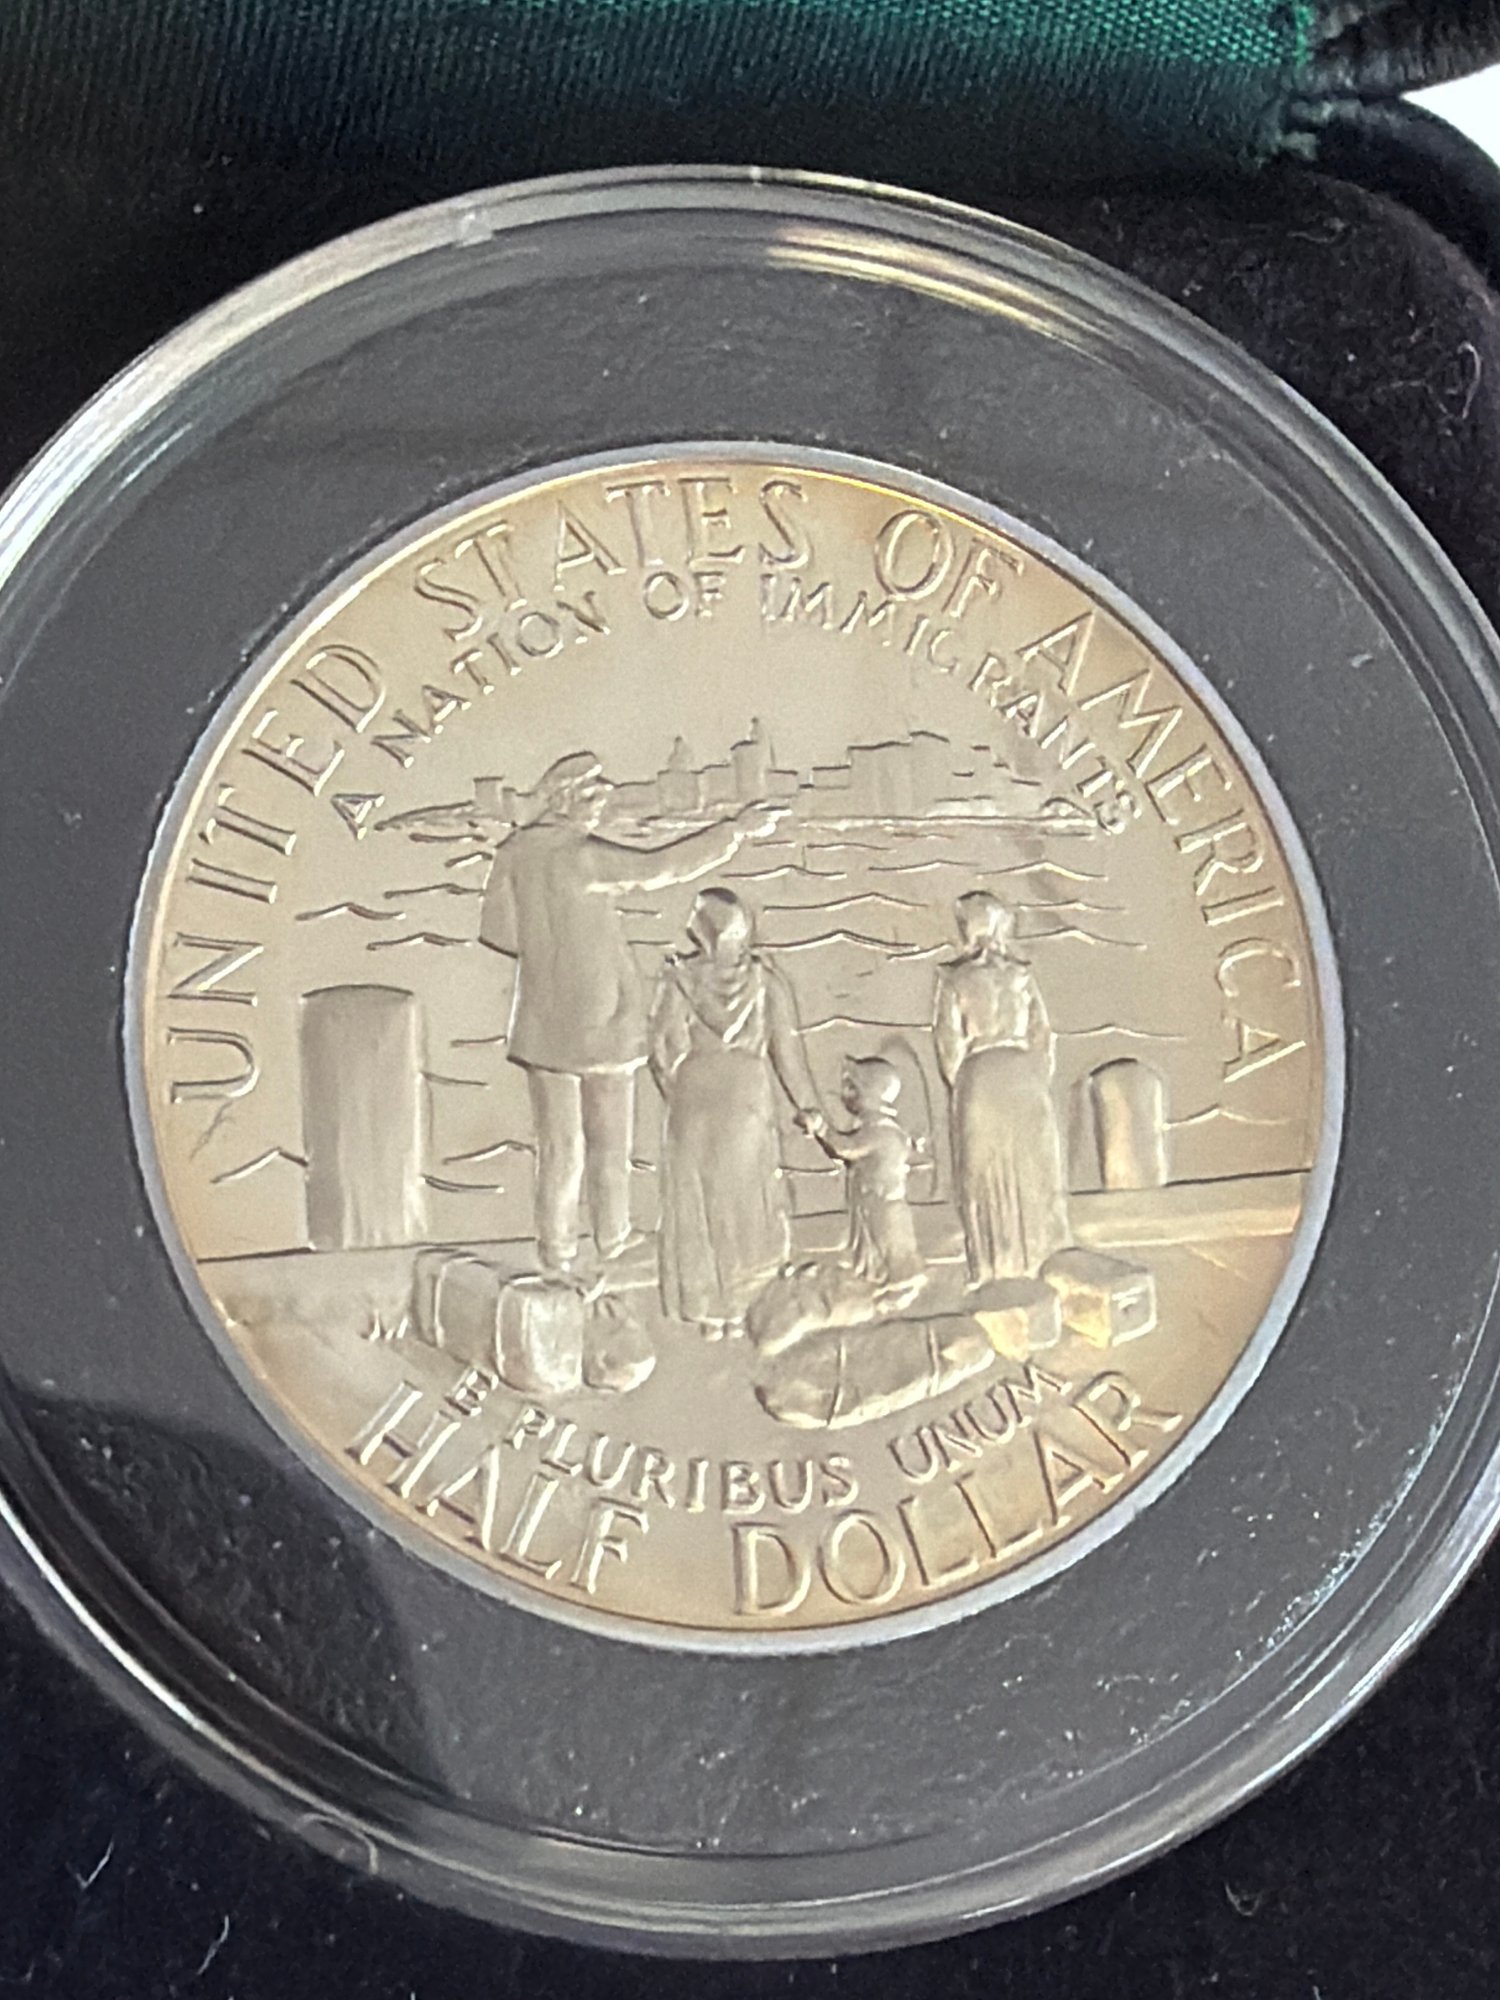 UNITED STATES OF AMERICA
A NATION OF IMMIGRANTS
E PLURIBUS UNUM
HALF DOLLAR